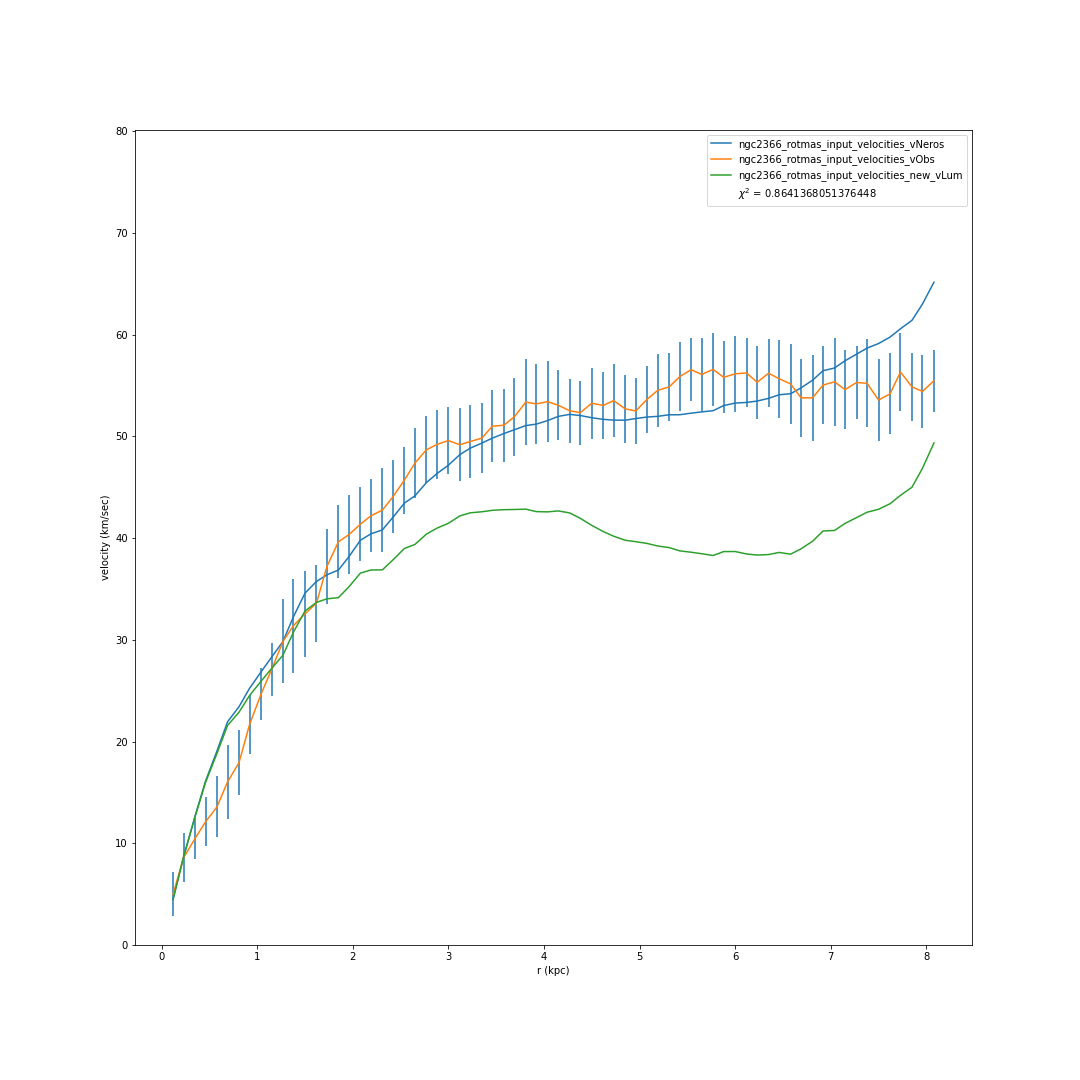 80
70
60
50
40
30
20
10
0
velocity (km/sec)
0 1 2 3 4 5 6 7 8
r (kpc)
ngc2366_rotmas_input_velocities_vNeros
ngc2366_rotmas_input_velocities_vObs
ngc2366_rotmas_input_velocities_new_vLum
χ² = 0.8641368051376448